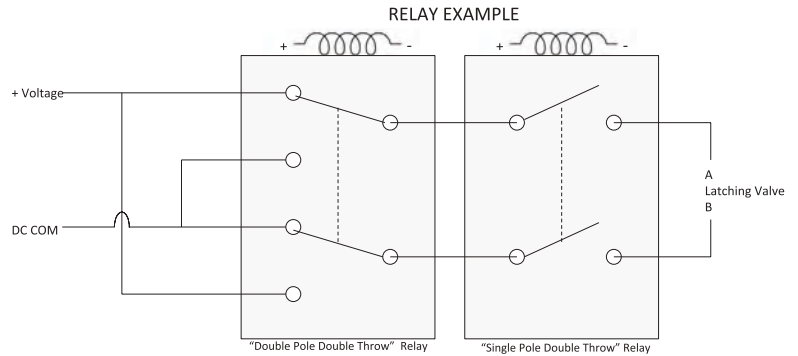 RELAY EXAMPLE
+ -
+ -
+ Voltage
DC COM
A
Latching Valve
B
“Double Pole Double Throw” Relay
“Single Pole Double Throw” Relay